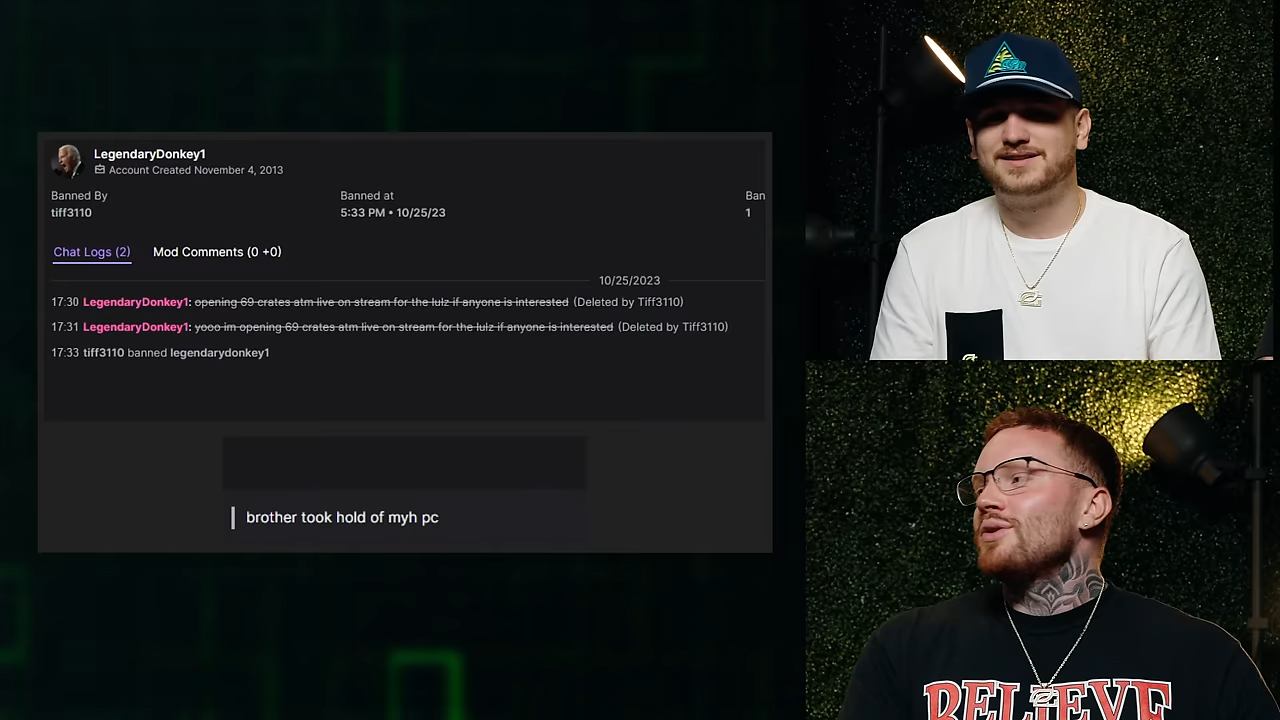 LegendaryDonkey1
Account Created November 4, 2013
Banned By
Banned at
Ban
tiff3110
5:33 PM • 10/25/23
1
Chat Logs (2)
Mod Comments (0 +0)
10/25/2023
17:30 LegendaryDonkey1: opening 69 crates atm live on stream for the lulz if anyone is interested (Deleted by Tiff3110)
17:31 LegendaryDonkey1: yooo im opening 69 crates atm live on stream for the lulz if anyone is interested (Deleted by Tiff3110)
17:33 tiff3110 banned legendarydonkey1
brother took hold of myh pc
BELIEVE